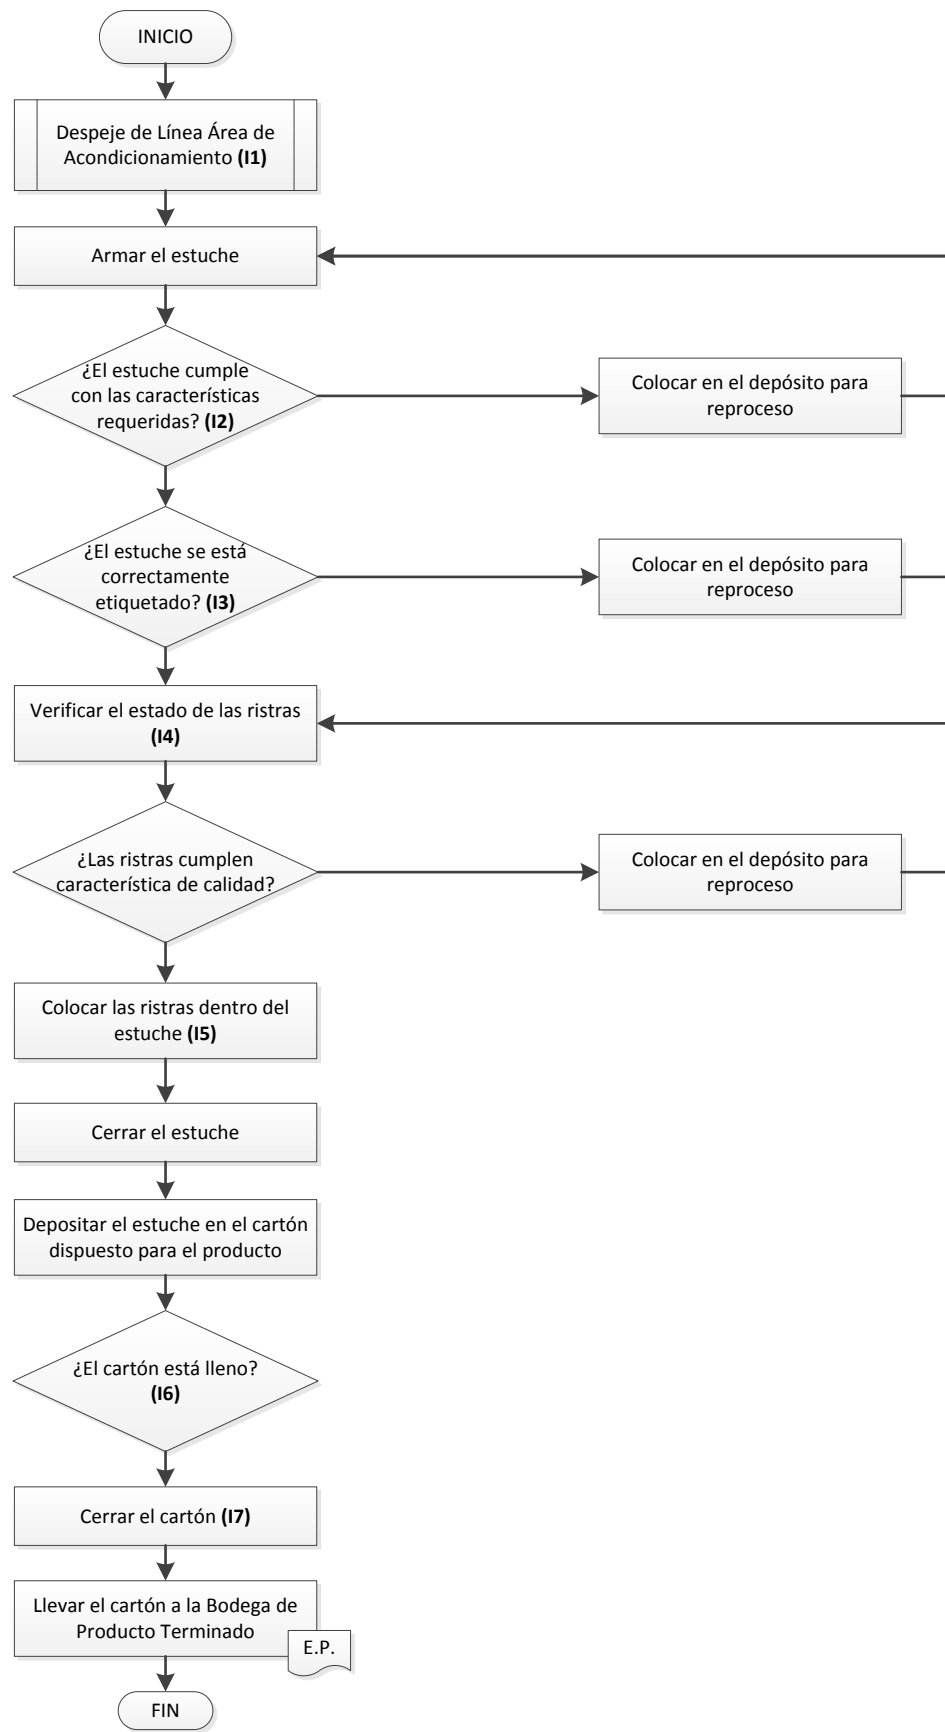 INICIO
Despeje de Línea Área de
Acondicionamiento (I1)
Armar el estuche
¿El estuche cumple
con las características
requeridas? (I2)
Colocar en el depósito para
reproceso
¿El estuche se está
correctamente
etiquetado? (I3)
Colocar en el depósito para
reproceso
Verificar el estado de las ristras
(I4)
¿Las ristras cumplen
característica de calidad?
Colocar en el depósito para
reproceso
Colocar las ristras dentro del
estuche (I5)
Cerrar el estuche
Depositar el estuche en el cartón
dispuesto para el producto
¿El cartón está lleno?
(I6)
Cerrar el cartón (I7)
Llevar el cartón a la Bodega de
Producto Terminado
E.P.
FIN